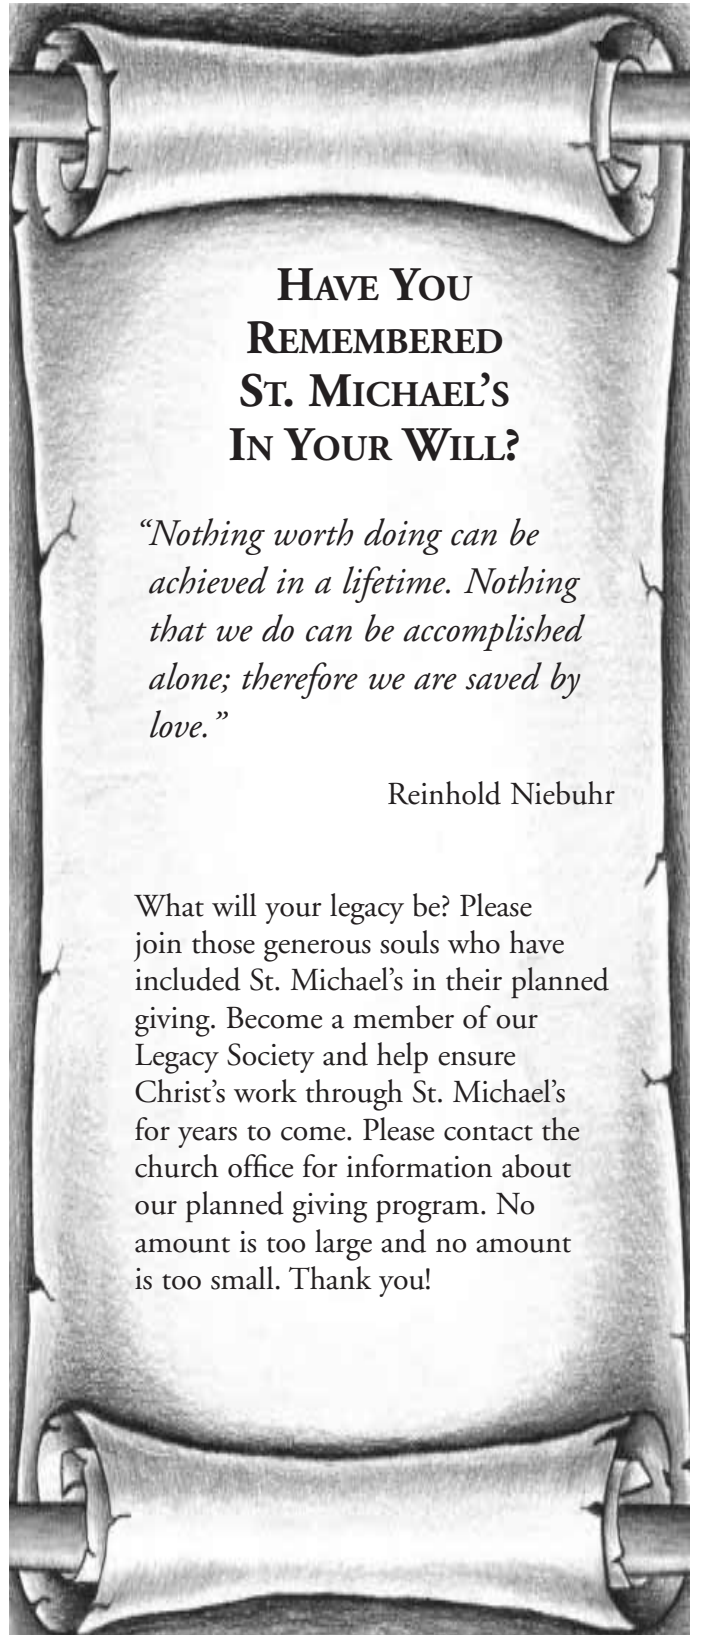 Have You
Remembered
St. Michael’s
In Your Will?
“Nothing worth doing can be
achieved in a lifetime. Nothing
that we do can be accomplished
alone; therefore we are saved by
love.”
Reinhold Niebuhr
What will your legacy be? Please
join those generous souls who have
included St. Michael’s in their planned
giving. Become a member of our
Legacy Society and help ensure
Christ’s work through St. Michael’s
for years to come. Please contact the
church office for information about
our planned giving program. No
amount is too large and no amount
is too small. Thank you!